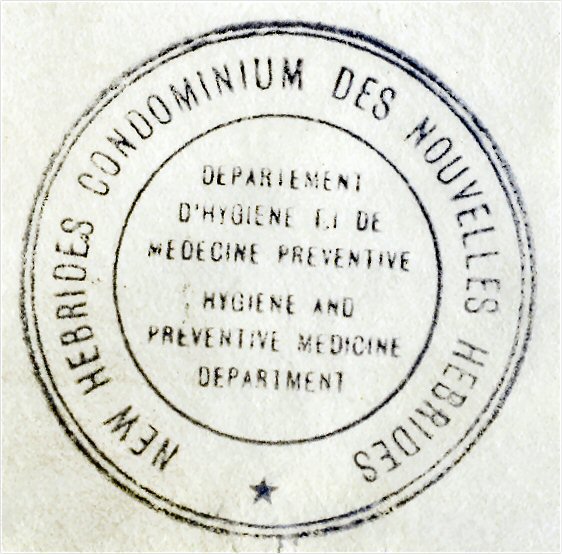 NEW HEBRIDES CONDOMINIUM DES NOUVELLES HEBRIDES
DEPARTEMENT
D'HYGIENE ET DE
MEDECINE PREVENTIVE
HYGIENE AND
PREVENTIVE MEDICINE
DEPARTMENT